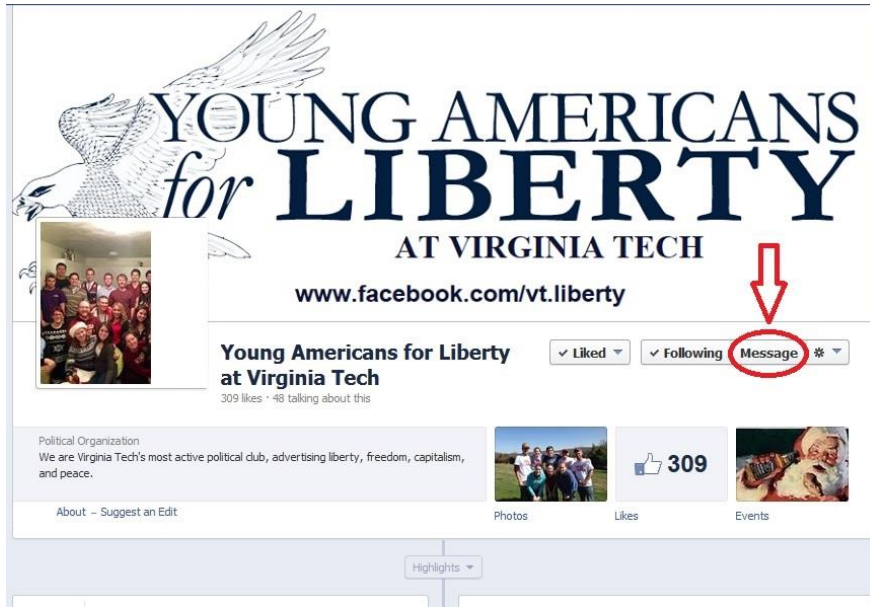 YOUNG AMERICANS
for LIBERTY
AT VIRGINIA TECH
www.facebook.com/vt.liberty
Young Americans for Liberty
at Virginia Tech
309 likes · 48 talking about this
✓ Liked
✓ Following
Message
Political Organization
We are Virginia Tech's most active political club, advertising liberty, freedom, capitalism,
and peace.
About – Suggest an Edit
309
Photos
Likes
Events
Highlights